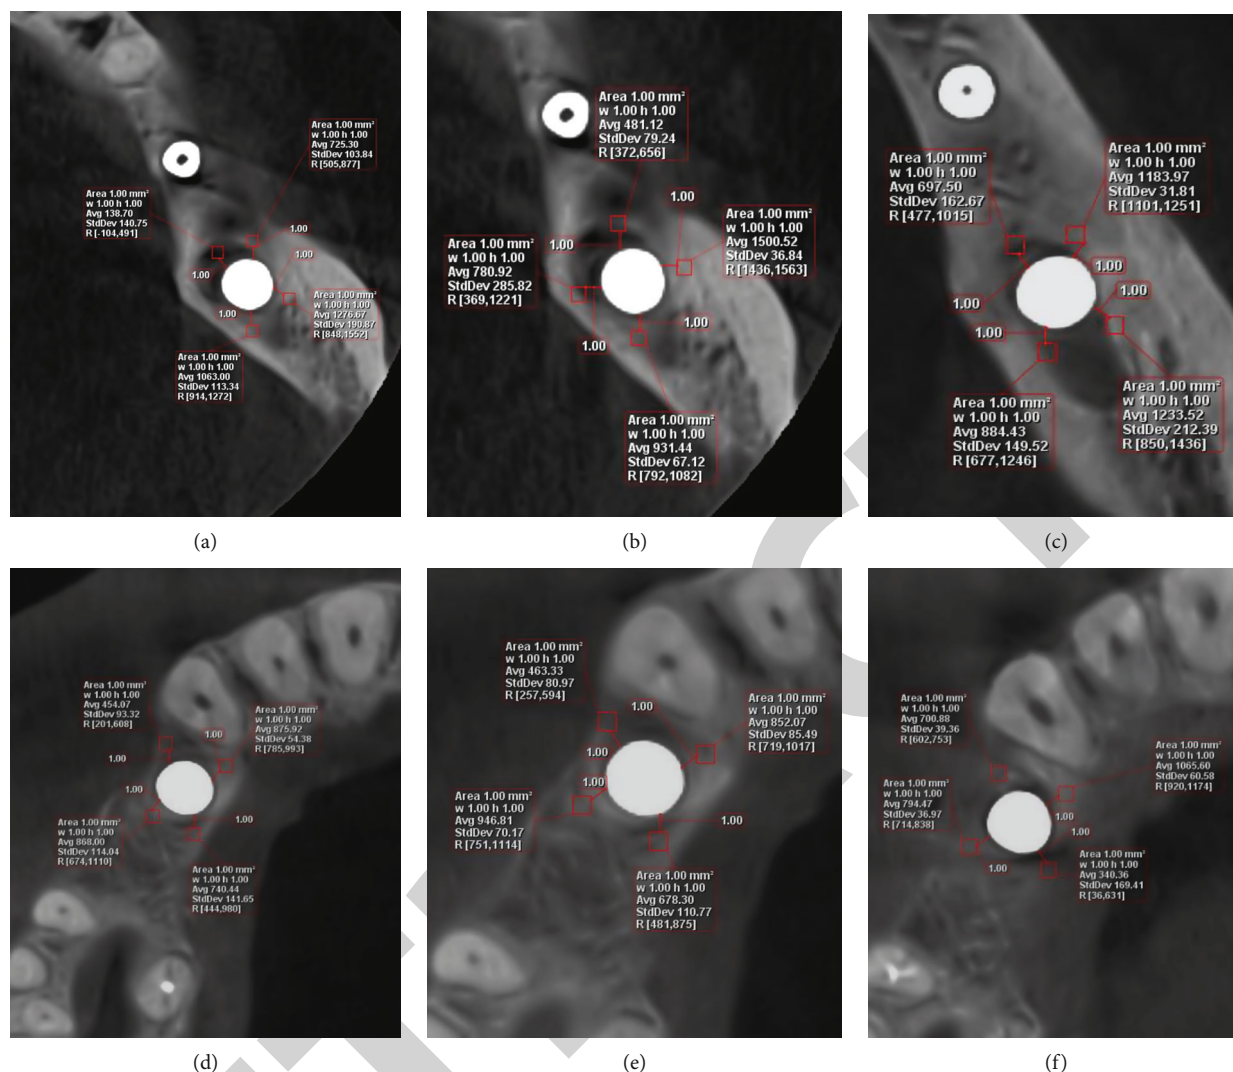 Area 1.00 mm²
w 1.00 h 1.00
Avg 725.30
StdDev 103.84
R [505,877]
Area 1.00 mm²
w 1.00 h 1.00
Avg 138.70
StdDev 140.75
R [-104,491]
1.00
1.00
1.00
1.00
Area 1.00 mm²
w 1.00 h 1.00
Avg 1276.67
StdDev 190.87
R [848,1552]
Area 1.00 mm²
w 1.00 h 1.00
Avg 1063.00
StdDev 113.34
R [914,1272]
(a)
Area 1.00 mm²
w 1.00 h 1.00
Avg 481.12
StdDev 79.24
R [372,656]
1.00
Area 1.00 mm²
w 1.00 h 1.00
Avg 1500.52
StdDev 36.84
R [1436,1563]
1.00
Area 1.00 mm²
w 1.00 h 1.00
Avg 780.92
StdDev 285.82
R [369,1221]
1.00
1.00
Area 1.00 mm²
w 1.00 h 1.00
Avg 931.44
StdDev 67.12
R [792,1082]
(b)
Area 1.00 mm²
w 1.00 h 1.00
Avg 697.50
StdDev 162.67
R [477,1015]
Area 1.00 mm²
w 1.00 h 1.00
Avg 1183.97
StdDev 31.81
R [1101,1251]
1.00
1.00
1.00
1.00
Area 1.00 mm²
w 1.00 h 1.00
Avg 884.43
StdDev 149.52
R [677,1246]
Area 1.00 mm²
w 1.00 h 1.00
Avg 1233.52
StdDev 212.39
R [850,1436]
(c)
Area 1.00 mm²
w 1.00 h 1.00
Avg 454.07
StdDev 93.32
R [201,608]
Area 1.00 mm²
w 1.00 h 1.00
Avg 875.92
StdDev 54.38
R [785,993]
1.00
1.00
1.00
1.00
Area 1.00 mm²
w 1.00 h 1.00
Avg 868.00
StdDev 114.04
R [674,1110]
Area 1.00 mm²
w 1.00 h 1.00
Avg 740.44
StdDev 141.65
R [444,980]
(d)
Area 1.00 mm²
w 1.00 h 1.00
Avg 463.33
StdDev 80.97
R [257,594]
1.00
Area 1.00 mm²
w 1.00 h 1.00
Avg 852.07
StdDev 85.49
R [719,1017]
1.00
1.00
Area 1.00 mm²
w 1.00 h 1.00
Avg 946.81
StdDev 70.17
R [751,1114]
1.00
Area 1.00 mm²
w 1.00 h 1.00
Avg 678.30
StdDev 110.77
R [481,875]
(e)
Area 1.00 mm²
w 1.00 h 1.00
Avg 700.88
StdDev 39.36
R [602,753]
Area 1.00 mm²
w 1.00 h 1.00
Avg 1065.60
StdDev 60.58
R [920,1174]
Area 1.00 mm²
w 1.00 h 1.00
Avg 794.47
StdDev 36.97
R [714,838]
1.00
1.00
1.00
Area 1.00 mm²
w 1.00 h 1.00
Avg 340.36
StdDev 169.41
R [36,631]
(f)